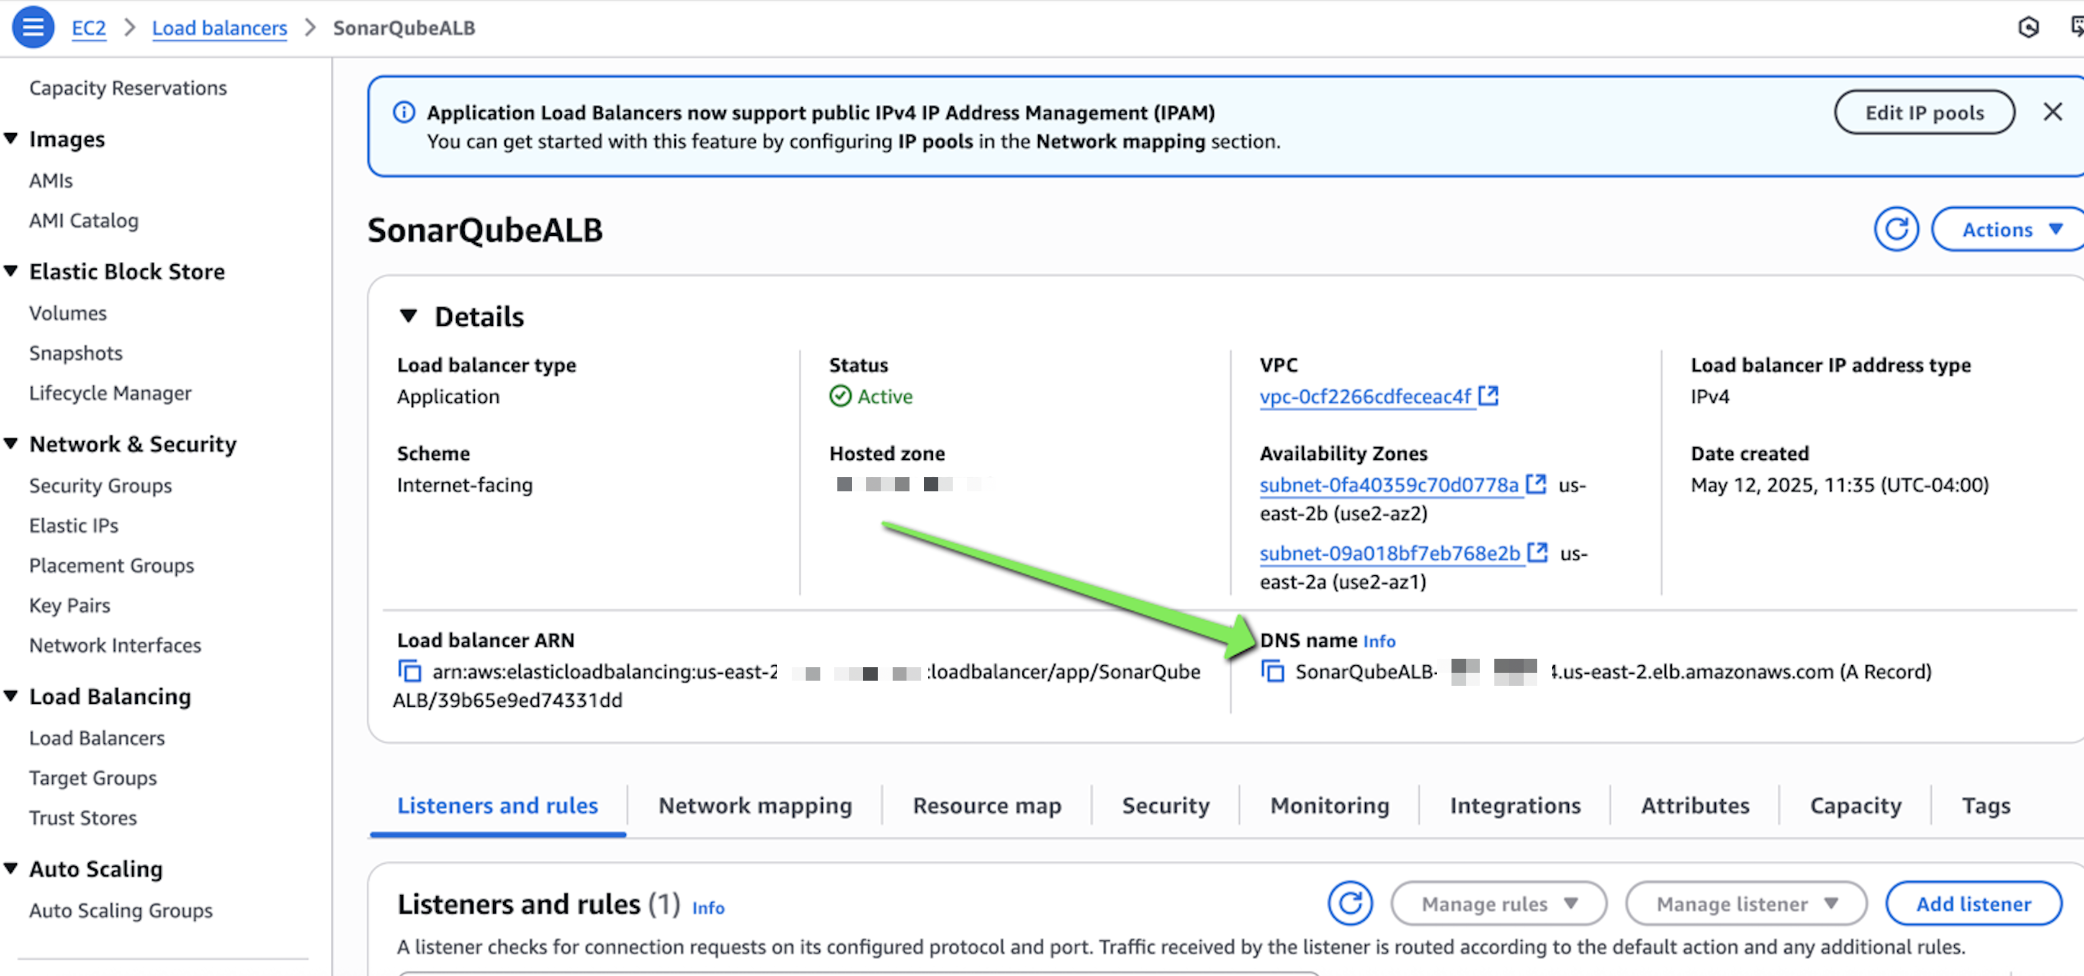 EC2 > Load balancers > SonarQubeALB
Capacity Reservations
Images
AMIs
AMI Catalog
Elastic Block Store
Volumes
Snapshots
Lifecycle Manager
Network & Security
Security Groups
Elastic IPs
Placement Groups
Key Pairs
Network Interfaces
Load Balancing
Load Balancers
Target Groups
Trust Stores
Auto Scaling
Auto Scaling Groups
Application Load Balancers now support public IPv4 IP Address Management (IPAM)
You can get started with this feature by configuring IP pools in the Network mapping section.
Edit IP pools
SonarQubeALB
Actions
Details
Load balancer type
Application
Status
Active
VPC
vpc-0cf2266cdfeceac4f
Load balancer IP address type
IPv4
Scheme
Internet-facing
Hosted zone
Availability Zones
subnet-0fa40359c70d0778a us-
east-2b (use2-az2)
subnet-09a018bf7eb768e2b us-
east-2a (use2-az1)
Date created
May 12, 2025, 11:35 (UTC-04:00)
Load balancer ARN
arn:aws:elasticloadbalancing:us-east-2 :loadbalancer/app/SonarQube
ALB/39b65e9ed74331dd
DNS name Info
SonarQubeALB- 4.us-east-2.elb.amazonaws.com (A Record)
Listeners and rules
Network mapping
Resource map
Security
Monitoring
Integrations
Attributes
Capacity
Tags
Listeners and rules (1) Info
Manage rules
Manage listener
Add listener
A listener checks for connection requests on its configured protocol and port. Traffic received by the listener is routed according to the default action and any additional rules.